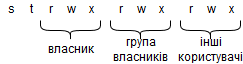 s t r w x r w x r w x
власник група власників інші користувачі